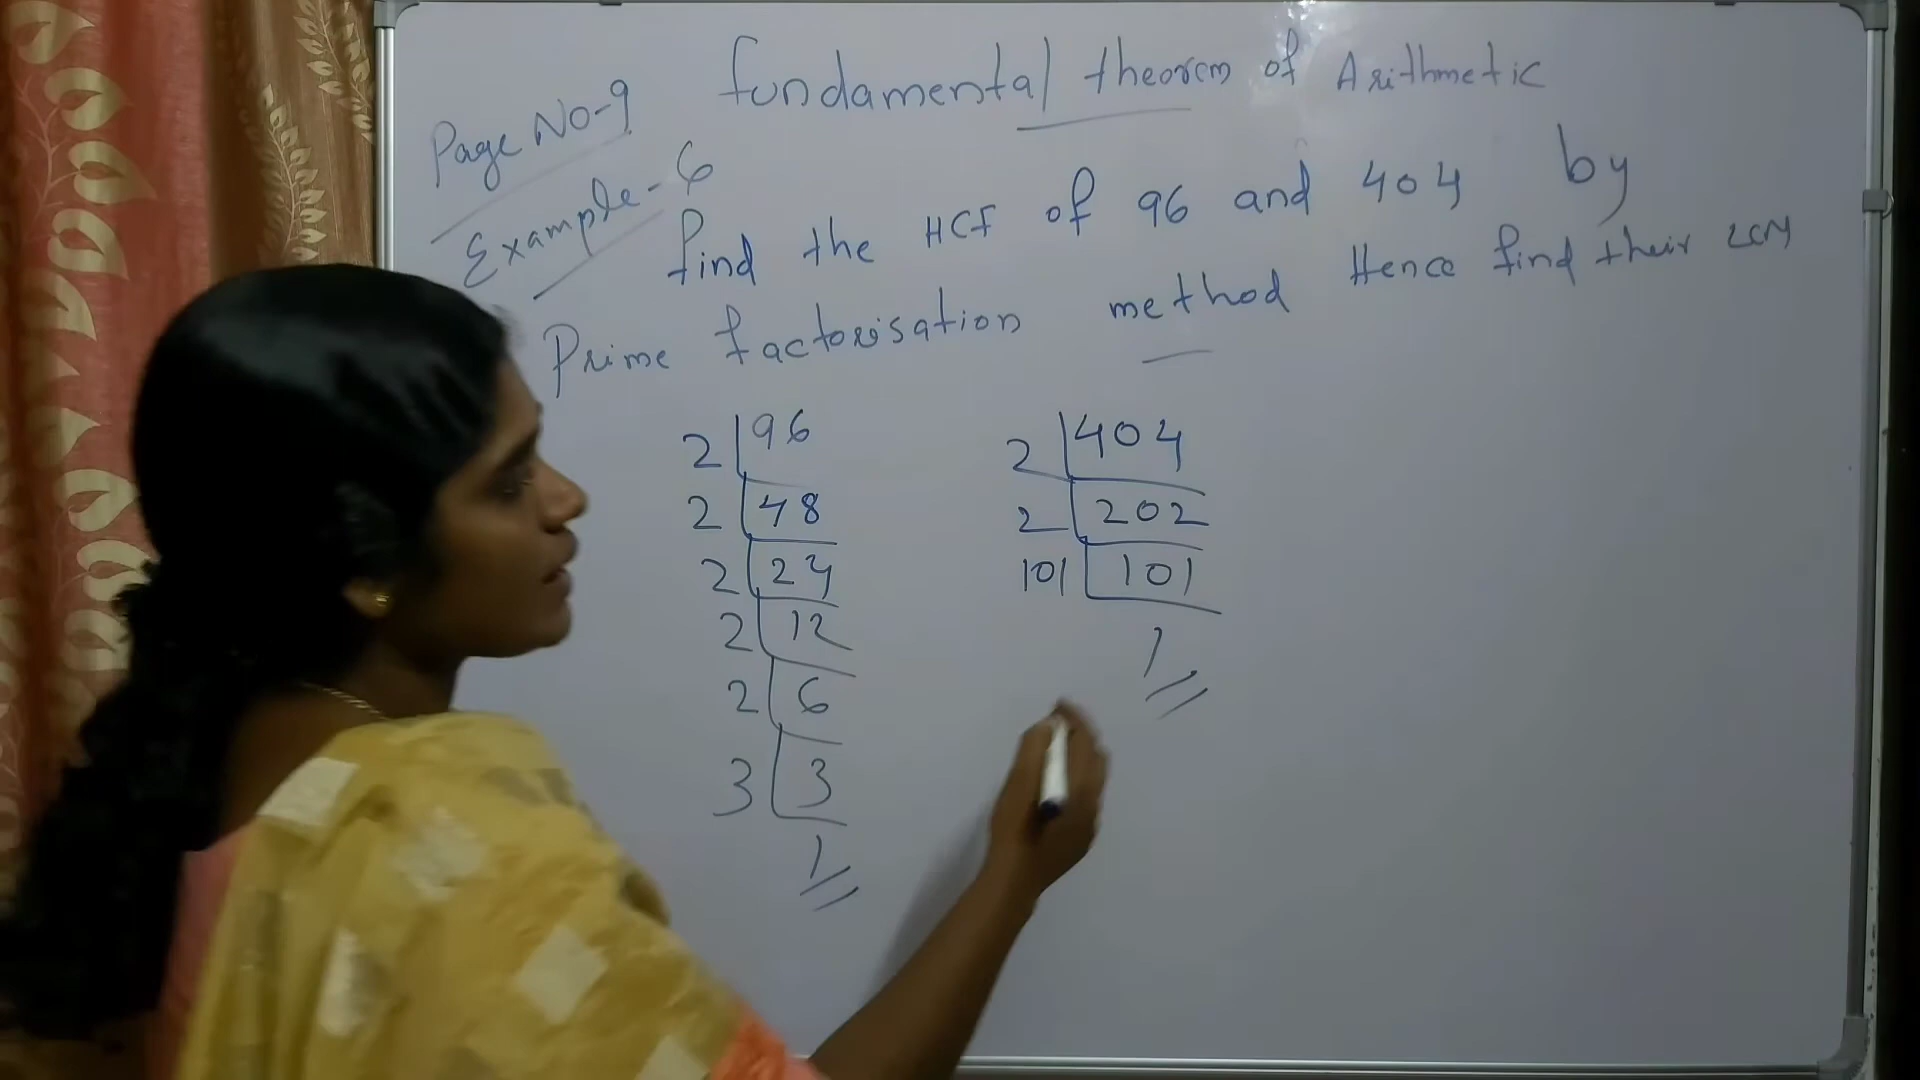 Fundamental theorem of Arithmetic
Page No-9
Example-6
find the HCF of 96 and 404 by
Prime factorisation method Hence find their LCM
2 | 96
2 | 48
2 | 24
2 | 12
2 | 6
3 | 3
1
2 | 404
2 | 202
101 | 101
1